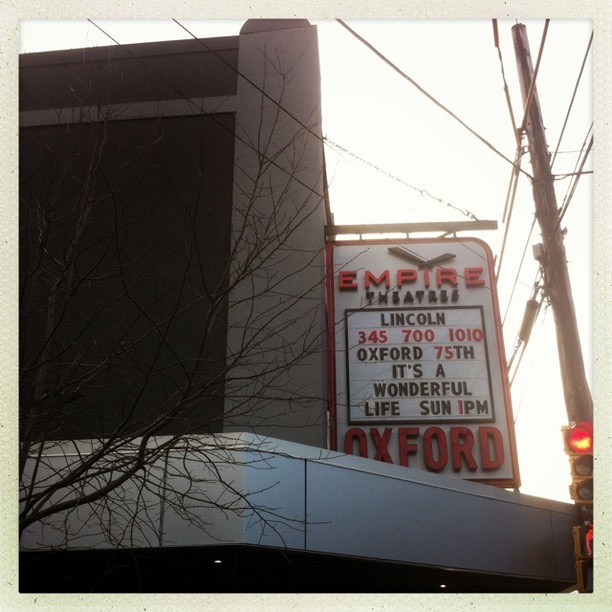 EMPIRE
THEATRES
LINCOLN
345 700 1010
OXFORD 75TH
IT'S A
WONDERFUL
LIFE SUN 1PM
OXFORD